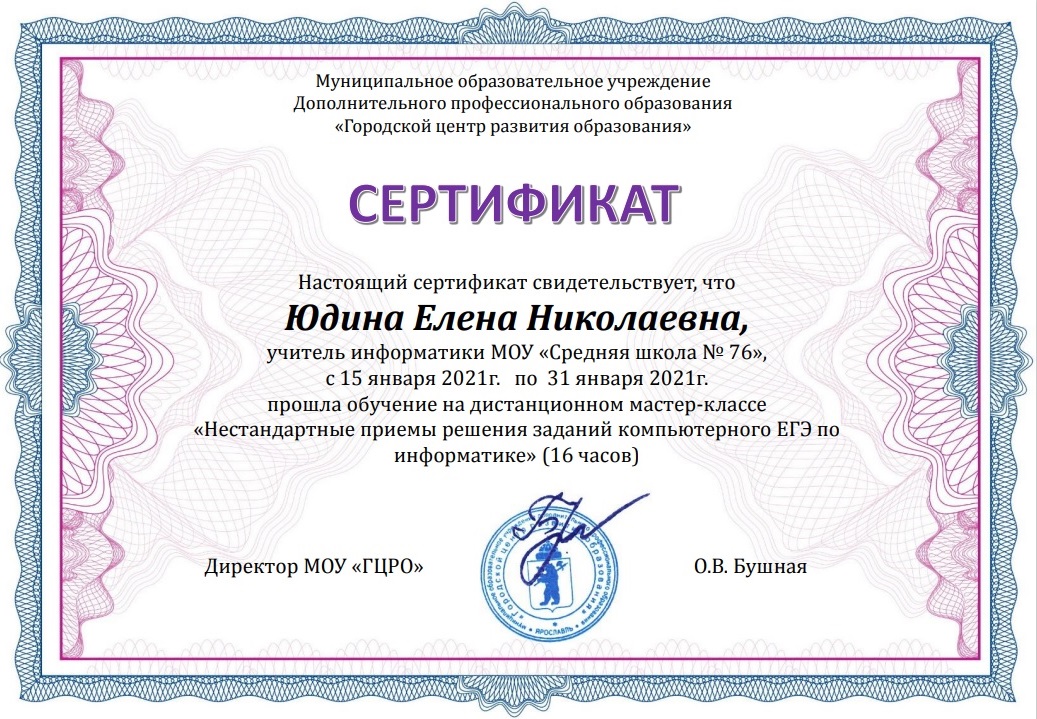 Муниципальное образовательное учреждение
Дополнительного профессионального образования
«Городской центр развития образования»
СЕРТИФИКАТ
Настоящий сертификат свидетельствует, что
Юдина Елена Николаевна,
учитель информатики МОУ «Средняя школа № 76»,
с 15 января 2021г. по 31 января 2021г.
прошла обучение на дистанционном мастер-классе
«Нестандартные приемы решения заданий компьютерного ЕГЭ по
информатике» (16 часов)
Директор МОУ «ГЦРО»
О.В. Бушная
ЯРОСЛАВЛЬ